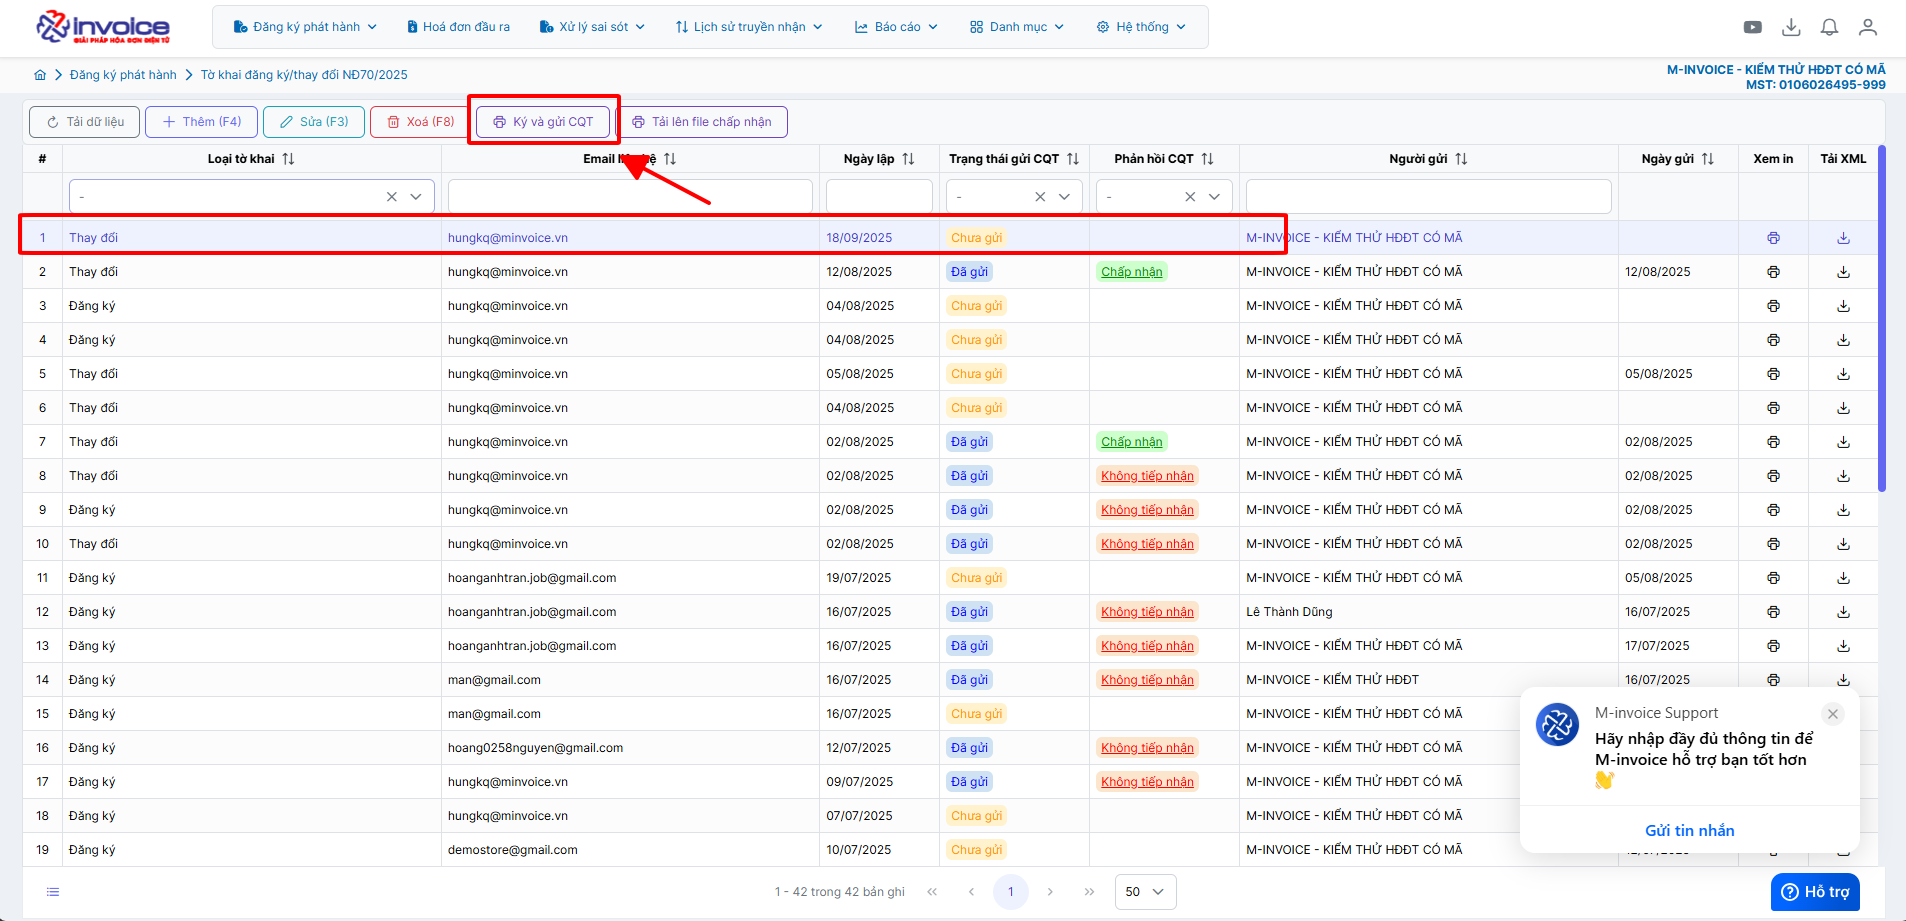 invoice
GIẢI PHÁP HÓA ĐƠN ĐIỆN TỬ
Đăng ký phát hành
Hoá đơn đầu ra
Xử lý sai sót
Lịch sử truyền nhận
Báo cáo
Danh mục
Hệ thống
Đăng ký phát hành
Tờ khai đăng ký/thay đổi NĐ70/2025
M-INVOICE - KIỂM THỬ HĐĐT CÓ MÃ
MST: 0106026495-999
Tải dữ liệu
Thêm (F4)
Sửa (F3)
Xoá (F8)
Ký và gửi CQT
Tải lên file chấp nhận
# Loại tờ khai Email Ngày lập Trạng thái gửi CQT Phản hồi CQT Người gửi Ngày gửi Xem in Tải XML
- - -
1 Thay đổi hungkq@minvoice.vn 18/09/2025 Chưa gửi M-INVOICE - KIỂM THỬ HĐĐT CÓ MÃ
2 Thay đổi hungkq@minvoice.vn 12/08/2025 Đã gửi Chấp nhận M-INVOICE - KIỂM THỬ HĐĐT CÓ MÃ 12/08/2025
3 Đăng ký hungkq@minvoice.vn 04/08/2025 Chưa gửi M-INVOICE - KIỂM THỬ HĐĐT CÓ MÃ
4 Đăng ký hungkq@minvoice.vn 04/08/2025 Chưa gửi M-INVOICE - KIỂM THỬ HĐĐT CÓ MÃ
5 Thay đổi hungkq@minvoice.vn 05/08/2025 Chưa gửi M-INVOICE - KIỂM THỬ HĐĐT CÓ MÃ 05/08/2025
6 Thay đổi hungkq@minvoice.vn 04/08/2025 Chưa gửi M-INVOICE - KIỂM THỬ HĐĐT CÓ MÃ
7 Thay đổi hungkq@minvoice.vn 02/08/2025 Đã gửi Chấp nhận M-INVOICE - KIỂM THỬ HĐĐT CÓ MÃ 02/08/2025
8 Thay đổi hungkq@minvoice.vn 02/08/2025 Đã gửi Không tiếp nhận M-INVOICE - KIỂM THỬ HĐĐT CÓ MÃ 02/08/2025
9 Đăng ký hungkq@minvoice.vn 02/08/2025 Đã gửi Không tiếp nhận M-INVOICE - KIỂM THỬ HĐĐT CÓ MÃ 02/08/2025
10 Thay đổi hungkq@minvoice.vn 02/08/2025 Đã gửi Không tiếp nhận M-INVOICE - KIỂM THỬ HĐĐT CÓ MÃ 02/08/2025
11 Đăng ký hoanganhtran.job@gmail.com 19/07/2025 Chưa gửi M-INVOICE - KIỂM THỬ HĐĐT CÓ MÃ 05/08/2025
12 Đăng ký hoanganhtran.job@gmail.com 16/07/2025 Đã gửi Không tiếp nhận Lê Thành Dũng 16/07/2025
13 Đăng ký hoanganhtran.job@gmail.com 16/07/2025 Đã gửi Không tiếp nhận M-INVOICE - KIỂM THỬ HĐĐT CÓ MÃ 17/07/2025
14 Đăng ký man@gmail.com 16/07/2025 Đã gửi Không tiếp nhận M-INVOICE - KIỂM THỬ HĐĐT 16/07/2025
15 Đăng ký man@gmail.com 16/07/2025 Chưa gửi M-INVOICE - KIỂM THỬ HĐĐT CÓ MÃ
16 Đăng ký hoang0258nguyen@gmail.com 12/07/2025 Đã gửi Không tiếp nhận M-INVOICE - KIỂM THỬ HĐĐT CÓ MÃ
17 Đăng ký hungkq@minvoice.vn 09/07/2025 Đã gửi Không tiếp nhận M-INVOICE - KIỂM THỬ HĐĐT CÓ MÃ
18 Đăng ký hungkq@minvoice.vn 07/07/2025 Chưa gửi M-INVOICE - KIỂM THỬ HĐĐT CÓ MÃ
19 Đăng ký demostore@gmail.com 10/07/2025 Chưa gửi M-INVOICE - KIỂM THỬ HĐĐT CÓ MÃ
M-invoice Support
Hãy nhập đầy đủ thông tin để
M-invoice hỗ trợ bạn tốt hơn
👋
Gửi tin nhắn
1 - 42 trong 42 bản ghi
1
50
Hỗ trợ